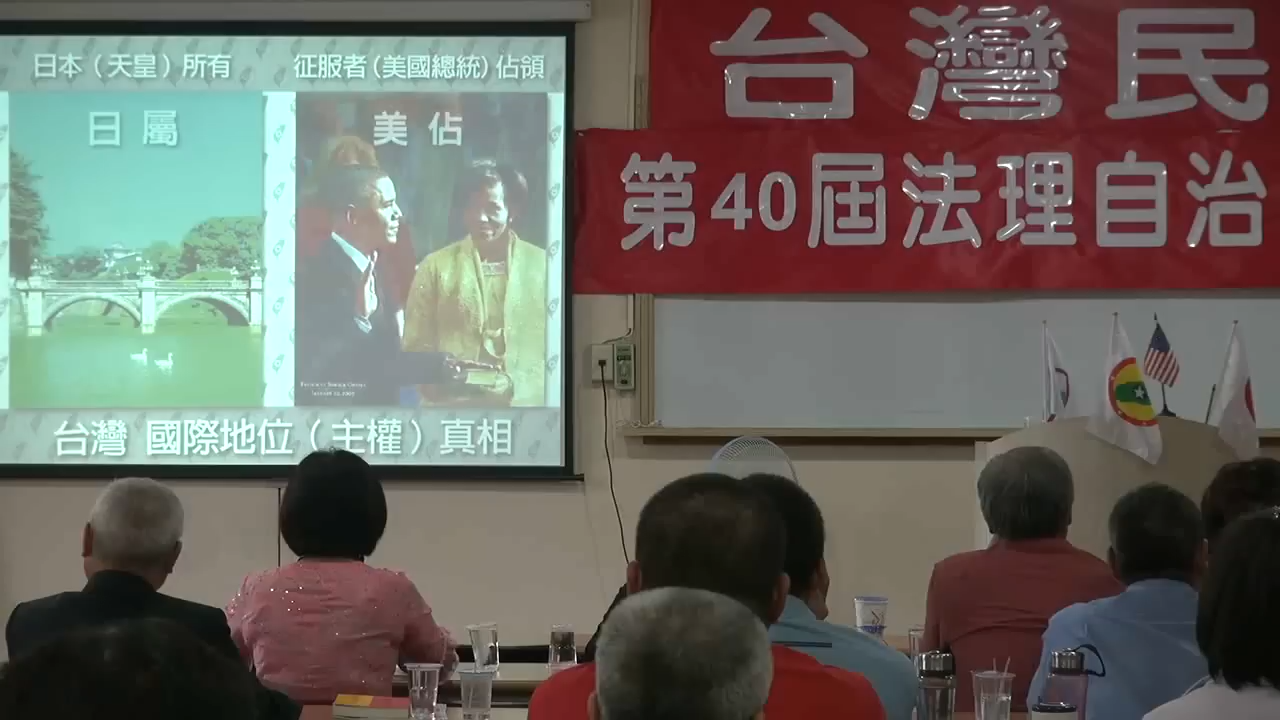 日本（天皇）所有
征服者（美國總統）佔領
日屬
美佔
台灣 國際地位（主權）真相
台灣民
第40屆法理自治